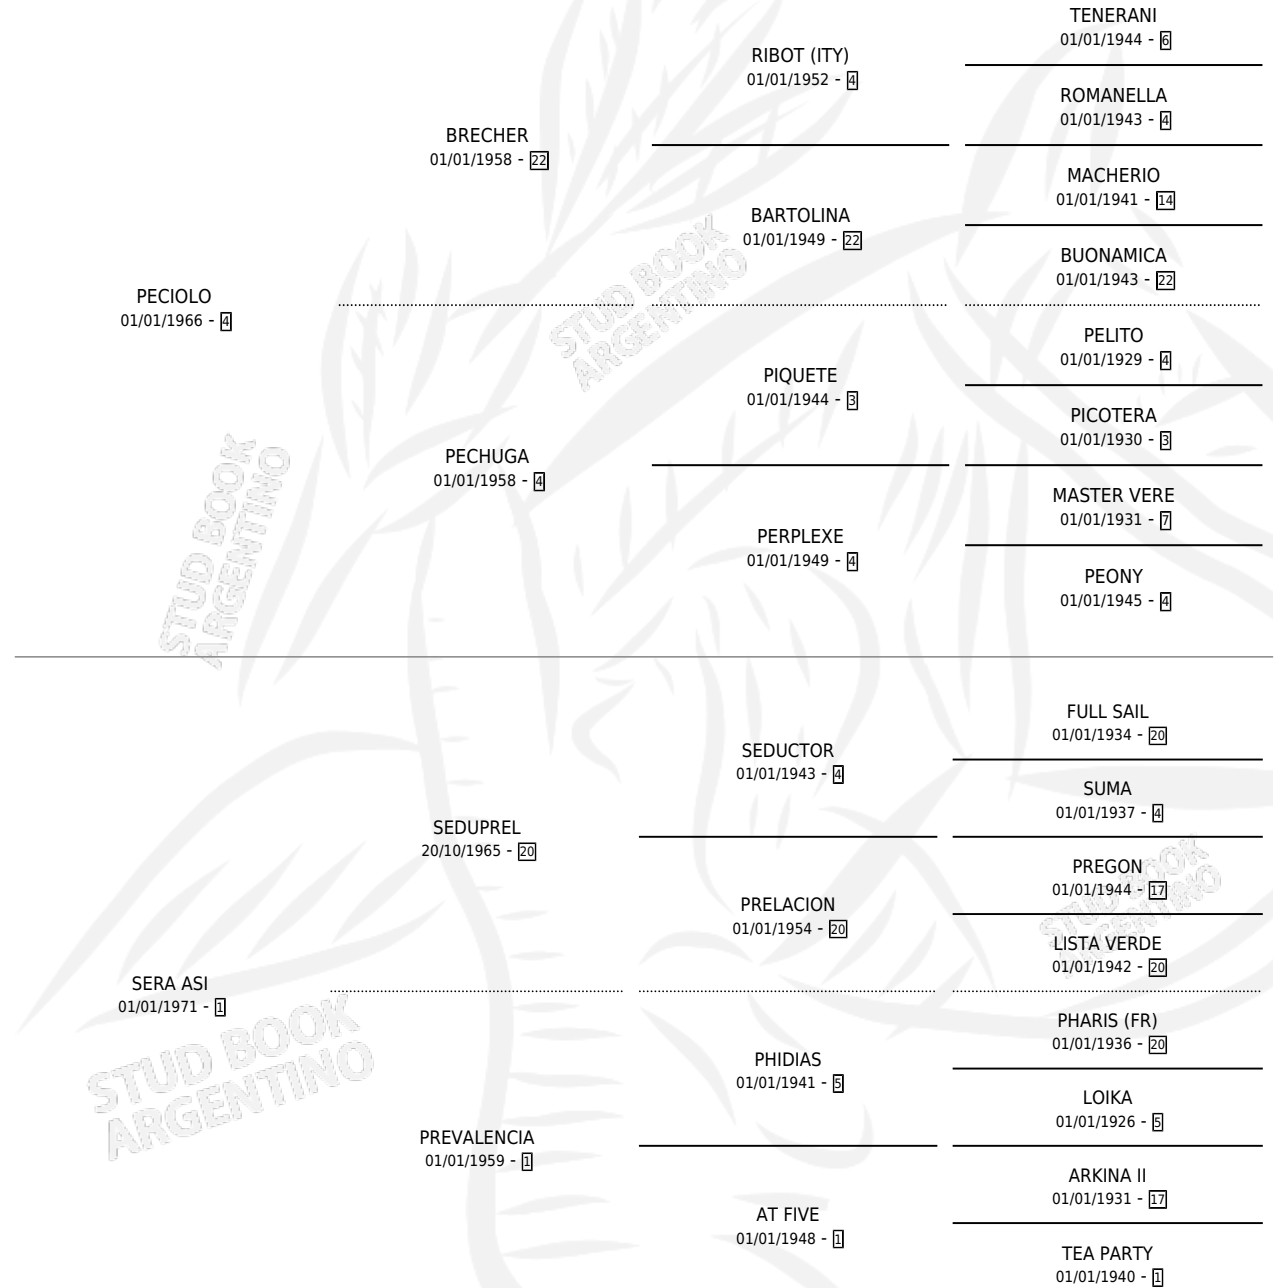 TENERANI
01/01/1944 - 6
RIBOT (ITY)
01/01/1952 - 4
ROMANELLA
01/01/1943 - 4
BRECHER
01/01/1958 - 22
MACHERIO
01/01/1941 - 14
BARTOLINA
01/01/1949 - 22
BUONAMICA
01/01/1943 - 22
PECIOLO
01/01/1966 - 4
PELITO
01/01/1929 - 4
PIQUETE
01/01/1944 - 3
PICOTERA
01/01/1930 - 3
PECHUGA
01/01/1958 - 4
MASTER VERE
01/01/1931 - 7
PERPLEXE
01/01/1949 - 4
PEONY
01/01/1945 - 4
FULL SAIL
01/01/1934 - 20
SEDUCTOR
01/01/1943 - 4
SUMA
01/01/1937 - 4
SEDUPREL
20/10/1965 - 20
PREGON
01/01/1944 - 17
PRELACION
01/01/1954 - 20
LISTA VERDE
01/01/1942 - 20
SERA ASI
01/01/1971 - 1
PHARIS (FR)
01/01/1936 - 20
PHIDIAS
01/01/1941 - 5
LOIKA
01/01/1926 - 5
PREVALENCIA
01/01/1959 - 1
ARKINA II
01/01/1931 - 17
AT FIVE
01/01/1948 - 1
TEA PARTY
01/01/1940 - 1
STUD BOOK
ARGENTINO
STUD BOOK
ARGENTINO
STUD BOOK
ARGENTINO
STUD BOOK
ARGENTINO